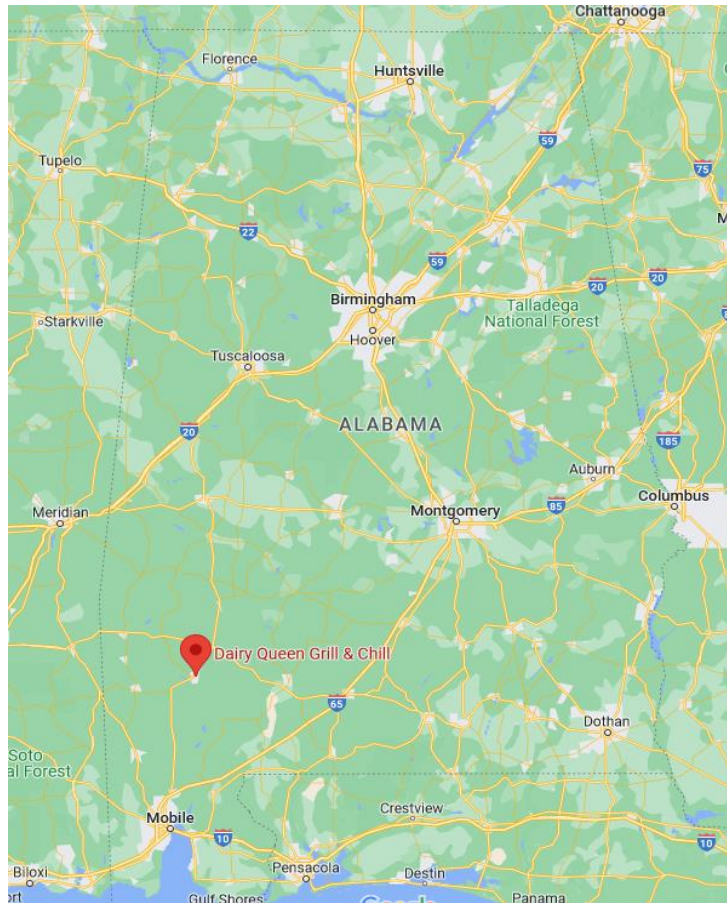 Chattanooga
Florence
Huntsville
59
Tupelo
75
M
22
59
20
20
Birmingham
Talladega
National Forest
Starkville
Hoover
Tuscaloosa
ALABAMA
20
185
Auburn
Columbus
Meridian
Montgomery
85
Dairy Queen Grill & Chill
65
Dothan
Soto
al Forest
Crestview
Mobile
10
10
Pensacola
Biloxi
Destin
ort
Gulf Shores
Panama